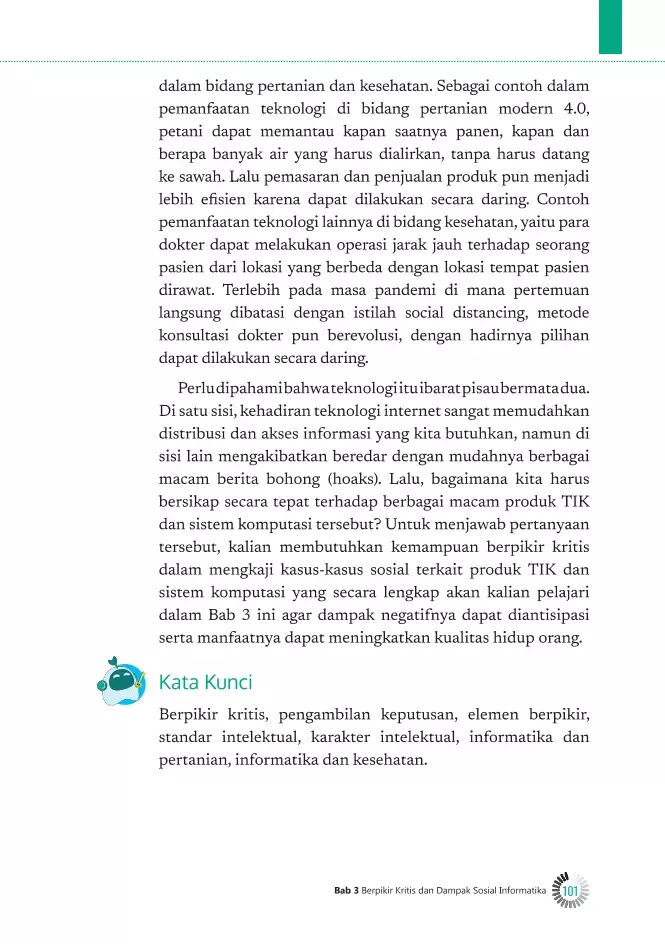 dalam bidang pertanian dan kesehatan. Sebagai contoh dalam
pemanfaatan teknologi di bidang pertanian modern 4.0,
petani dapat memantau kapan saatnya panen, kapan dan
berapa banyak air yang harus dialirkan, tanpa harus datang
ke sawah. Lalu pemasaran dan penjualan produk pun menjadi
lebih efisien karena dapat dilakukan secara daring. Contoh
pemanfaatan teknologi lainnya di bidang kesehatan, yaitu para
dokter dapat melakukan operasi jarak jauh terhadap seorang
pasien dari lokasi yang berbeda dengan lokasi tempat pasien
dirawat. Terlebih pada masa pandemi di mana pertemuan
langsung dibatasi dengan istilah social distancing, metode
konsultasi dokter pun berevolusi, dengan hadirnya pilihan
dapat dilakukan secara daring.
Perlu dipahami bahwa teknologi itu ibarat pisau bermata dua.
Di satu sisi, kehadiran teknologi internet sangat memudahkan
distribusi dan akses informasi yang kita butuhkan, namun di
sisi lain mengakibatkan beredar dengan mudahnya berbagai
macam berita bohong (hoaks). Lalu, bagaimana kita harus
bersikap secara tepat terhadap berbagai macam produk TIK
dan sistem komputasi tersebut? Untuk menjawab pertanyaan
tersebut, kalian membutuhkan kemampuan berpikir kritis
dalam mengkaji kasus-kasus sosial terkait produk TIK dan
sistem komputasi yang secara lengkap akan kalian pelajari
dalam Bab 3 ini agar dampak negatifnya dapat diantisipasi
serta manfaatnya dapat meningkatkan kualitas hidup orang.
Kata Kunci
Berpikir kritis, pengambilan keputusan, elemen berpikir,
standar intelektual, karakter intelektual, informatika dan
pertanian, informatika dan kesehatan.
Bab 3 Berpikir Kritis dan Dampak Sosial Informatika 101